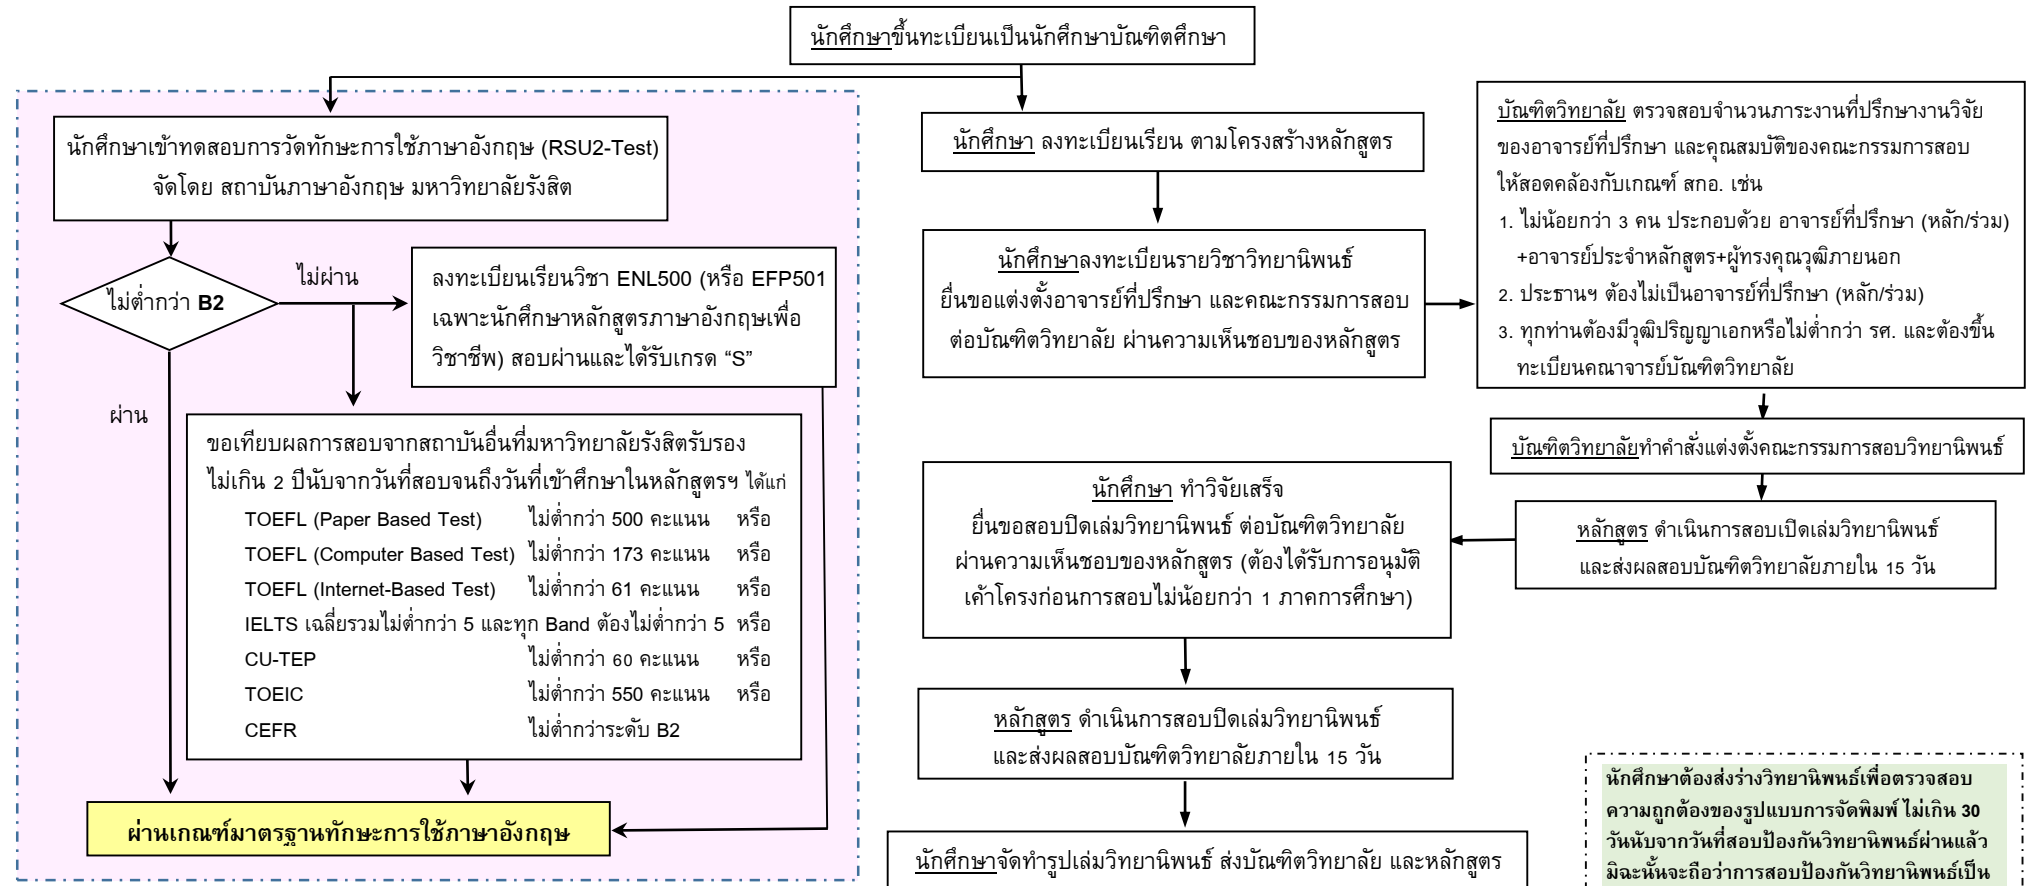 นักศึกษาขึ้นทะเบียนเป็นนักศึกษาบัณฑิตศึกษา
นักศึกษาเข้าทดสอบการวัดทักษะการใช้ภาษาอังกฤษ (RSU2-Test)
จัดโดย สถาบันภาษาอังกฤษ มหาวิทยาลัยรังสิต
ไม่ต่ำกว่า B2
ไม่ผ่าน
ผ่าน
ลงทะเบียนเรียนวิชา ENL500 (หรือ EFP501
เฉพาะนักศึกษาหลักสูตรภาษาอังกฤษเพื่อ
วิชาชีพ) สอบผ่านและได้รับเกรด “S”
ขอเทียบผลการสอบจากสถาบันอื่นที่มหาวิทยาลัยรังสิตรับรอง
ไม่เกิน 2 ปีนับจากวันที่สอบจนถึงวันที่เข้าศึกษาในหลักสูตรฯ ได้แก่
TOEFL (Paper Based Test) ไม่ต่ำกว่า 500 คะแนน หรือ
TOEFL (Computer Based Test) ไม่ต่ำกว่า 173 คะแนน หรือ
TOEFL (Internet-Based Test) ไม่ต่ำกว่า 61 คะแนน หรือ
IELTS เฉลี่ยรวมไม่ต่ำกว่า 5 และทุก Band ต้องไม่ต่ำกว่า 5 หรือ
CU-TEP ไม่ต่ำกว่า 60 คะแนน หรือ
TOEIC ไม่ต่ำกว่า 550 คะแนน หรือ
CEFR ไม่ต่ำกว่าระดับ B2
ผ่านเกณฑ์มาตรฐานทักษะการใช้ภาษาอังกฤษ
นักศึกษา ลงทะเบียนเรียน ตามโครงสร้างหลักสูตร
นักศึกษาลงทะเบียนรายวิชาวิทยานิพนธ์
ยื่นขอแต่งตั้งอาจารย์ที่ปรึกษา และคณะกรรมการสอบ
ต่อบัณฑิตวิทยาลัย ผ่านความเห็นชอบของหลักสูตร
บัณฑิตวิทยาลัย ตรวจสอบจำนวนภาระงานที่ปรึกษางานวิจัย
ของอาจารย์ที่ปรึกษา และคุณสมบัติของคณะกรรมการสอบ
ให้สอดคล้องกับเกณฑ์ สกอ. เช่น
1. ไม่น้อยกว่า 3 คน ประกอบด้วย อาจารย์ที่ปรึกษา (หลัก/ร่วม)
+อาจารย์ประจำหลักสูตร+ผู้ทรงคุณวุฒิภายนอก
2. ประธานฯ ต้องไม่เป็นอาจารย์ที่ปรึกษา (หลัก/ร่วม)
3. ทุกท่านต้องมีวุฒิปริญญาเอกหรือไม่ต่ำกว่า รศ. และต้องขึ้น
ทะเบียนคณาจารย์บัณฑิตวิทยาลัย
บัณฑิตวิทยาลัยทำคำสั่งแต่งตั้งคณะกรรมการสอบวิทยานิพนธ์
หลักสูตร ดำเนินการสอบเปิดเล่มวิทยานิพนธ์
และส่งผลสอบบัณฑิตวิทยาลัยภายใน 15 วัน
นักศึกษา ทำวิจัยเสร็จ
ยื่นขอสอบปิดเล่มวิทยานิพนธ์ ต่อบัณฑิตวิทยาลัย
ผ่านความเห็นชอบของหลักสูตร (ต้องได้รับการอนุมัติ
เค้าโครงก่อนการสอบไม่น้อยกว่า 1 ภาคการศึกษา)
หลักสูตร ดำเนินการสอบปิดเล่มวิทยานิพนธ์
และส่งผลสอบบัณฑิตวิทยาลัยภายใน 15 วัน
นักศึกษาจัดทำรูปเล่มวิทยานิพนธ์ ส่งบัณฑิตวิทยาลัย และหลักสูตร
นักศึกษาต้องส่งร่างวิทยานิพนธ์เพื่อตรวจสอบ
ความถูกต้องของรูปแบบการจัดพิมพ์ ไม่เกิน 30
วันนับจากวันที่สอบป้องกันวิทยานิพนธ์ผ่านแล้ว
มิฉะนั้นจะถือว่าการสอบป้องกันวิทยานิพนธ์เป็น